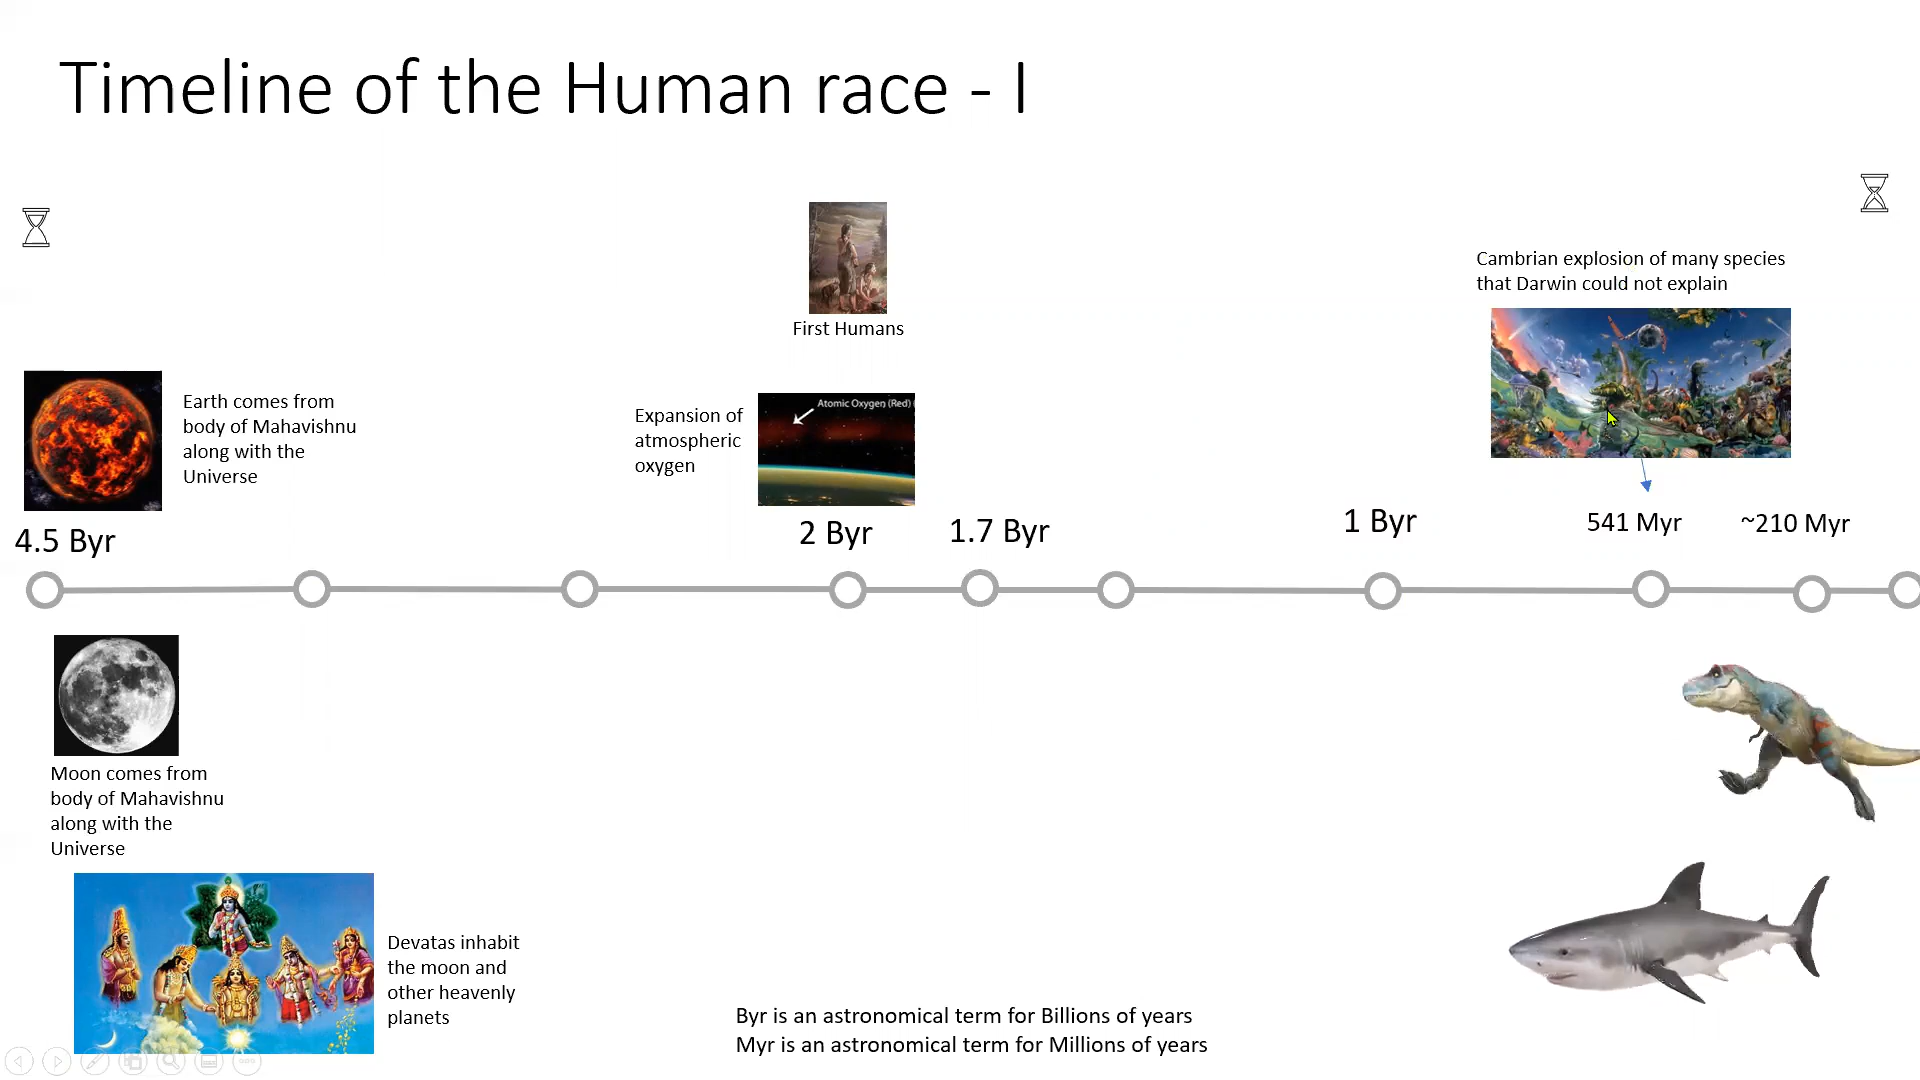 Timeline of the Human race - I
First Humans
Cambrian explosion of many species
that Darwin could not explain
Earth comes from
body of Mahavishnu
along with the
Universe
Expansion of
atmospheric
oxygen
Atomic Oxygen (Red)
4.5 Byr
2 Byr
1.7 Byr
1 Byr
541 Myr
~210 Myr
Moon comes from
body of Mahavishnu
along with the
Universe
Devatas inhabit
the moon and
other heavenly
planets
Byr is an astronomical term for Billions of years
Myr is an astronomical term for Millions of years